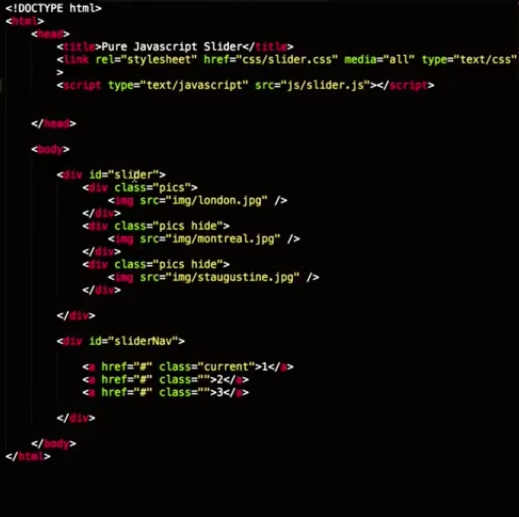 <!DOCTYPE html>
<html>
<head>
<title>Pure Javascript Slider</title>
<link rel="stylesheet" href="css/slider.css" media="all" type="text/css"
>
<script type="text/javascript" src="js/slider.js"></script>
</head>
<body>
<div id="slider">
<div class="pics">
<img src="img/london.jpg" />
</div>
<div class="pics hide">
<img src="img/montreal.jpg" />
</div>
<div class="pics hide">
<img src="img/staugustine.jpg" />
</div>
</div>
<div id="sliderNav">
<a href="#" class="current">1</a>
<a href="#" class="">2</a>
<a href="#" class="">3</a>
</div>
</body>
</html>